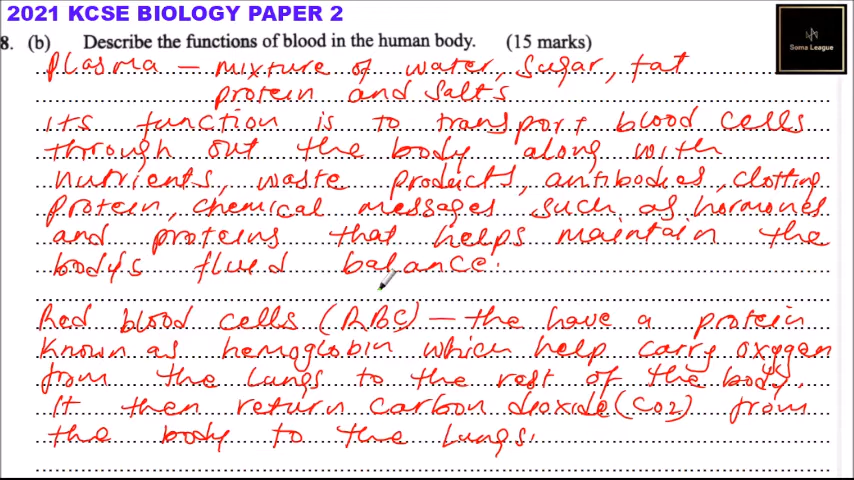 2021 KCSE BIOLOGY PAPER 2
8. (b) Describe the functions of blood in the human body. (15 marks)
Soma League
Plasma – mixture of water, sugar, fat
protein and salts
Its function is to transport blood cells
through out the body along with
nutrients, waste products, antibodies, clotting
protein, chemical messages such as hormones
and proteins that helps maintain the
body's fluid balance.
Red blood cells (RBC) – the have a protein
known as hemoglobin which help carry oxygen
from the lungs to the rest of the body.
It then return carbon dioxide (CO2) from
the body to the lungs.